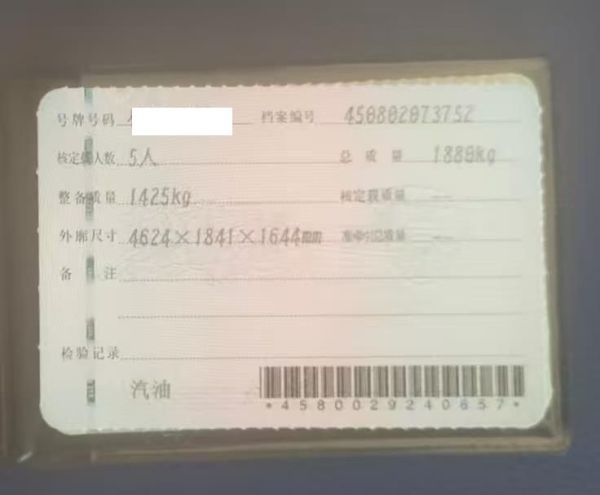 号牌号码 档案编号 450802073752
核定载人数 5人 总质量 1880kg
整备质量 1425kg 核定载质量 --
外廓尺寸 4624×1841×1644mm 准牵引总质量 --
备注
检验记录
汽油
*4580029240657*